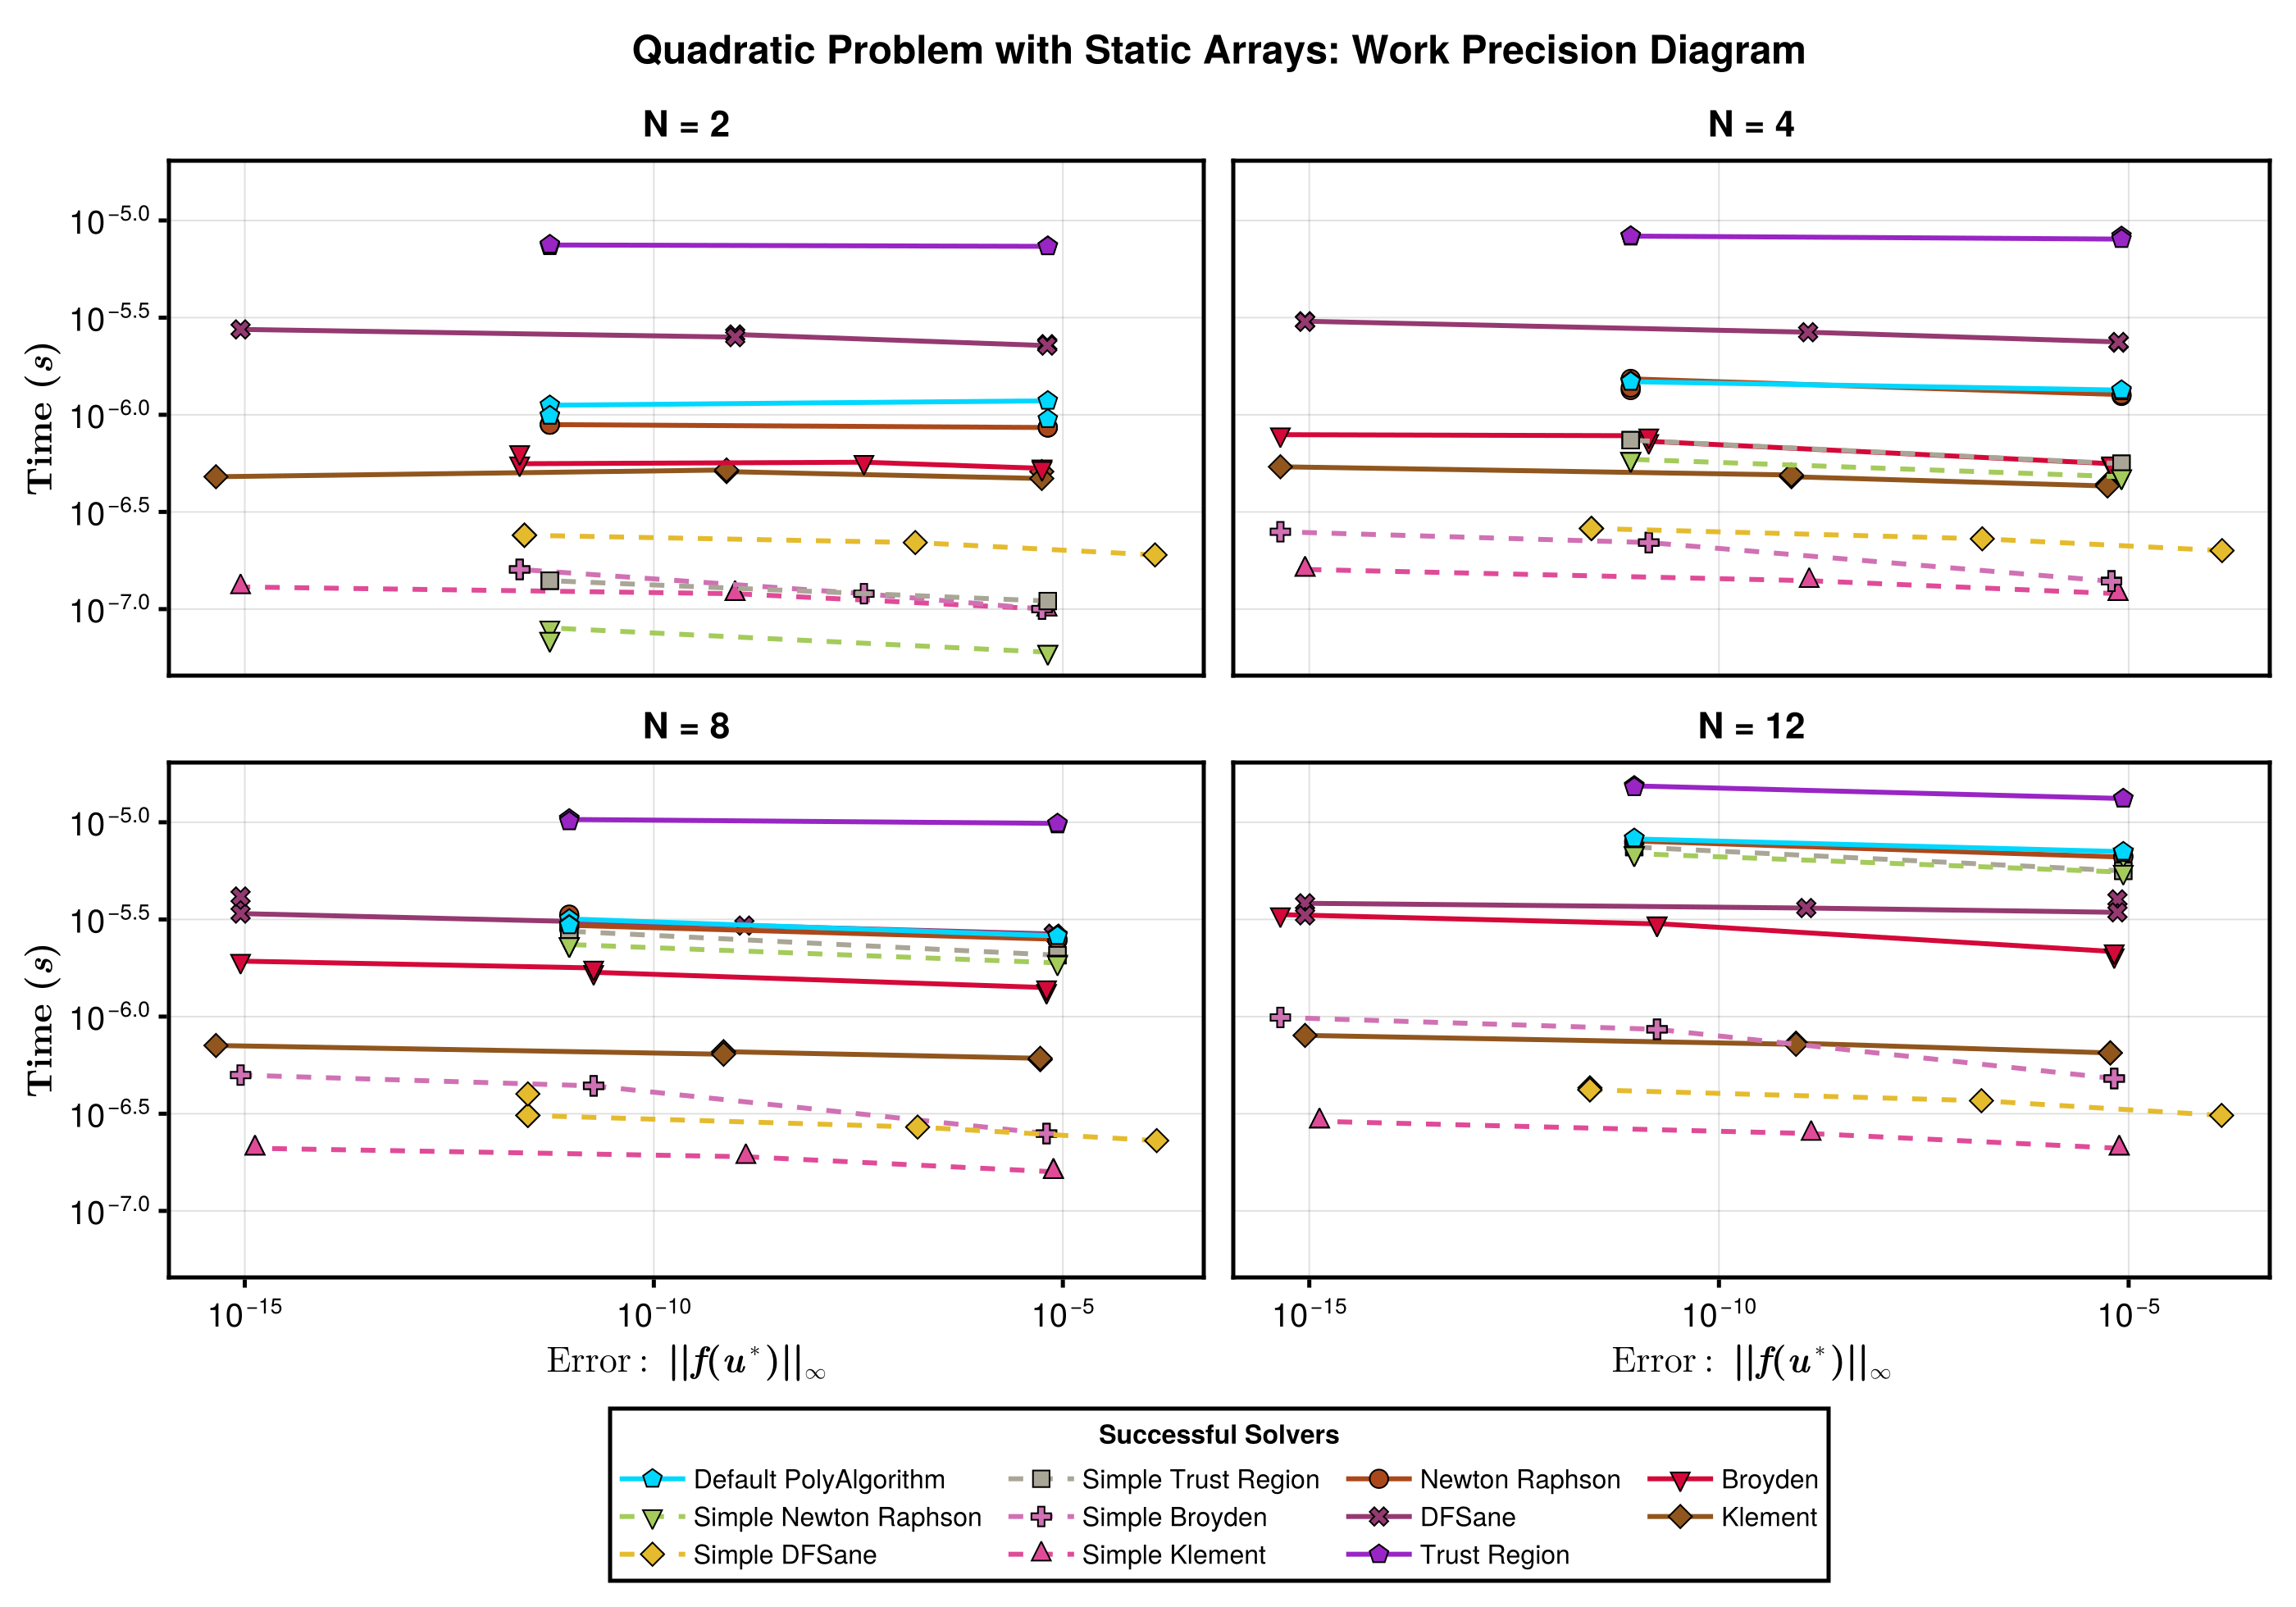 Quadratic Problem with Static Arrays: Work Precision Diagram
N = 2
N = 4
Time (s)
10^−5.0
10^−5.5
10^−6.0
10^−6.5
10^−7.0
N = 8
N = 12
Time (s)
10^−5.0
10^−5.5
10^−6.0
10^−6.5
10^−7.0
10^−15
10^−10
10^−5
10^−15
10^−10
10^−5
Error: ||f(u*)||∞
Error: ||f(u*)||∞
Successful Solvers
Default PolyAlgorithm
Simple Trust Region
Newton Raphson
Broyden
Simple Newton Raphson
Simple Broyden
DFSane
Klement
Simple DFSane
Simple Klement
Trust Region